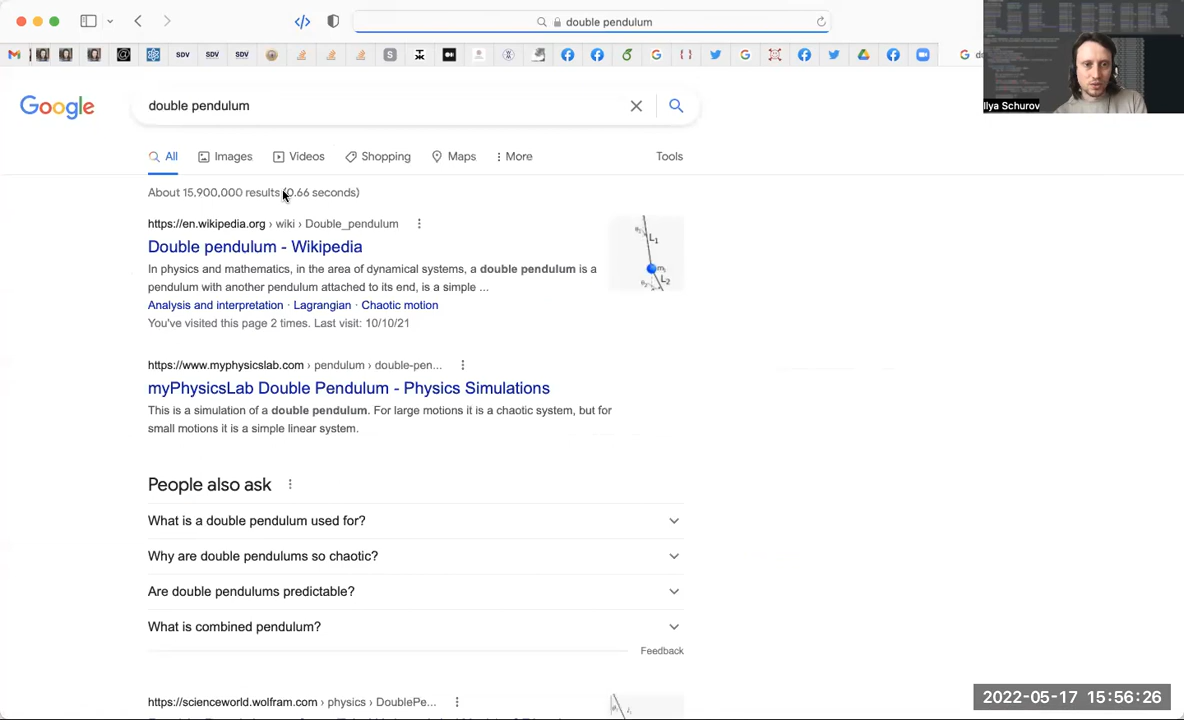 double pendulum
SDV SDV SDV
Ilya Schurov
Google
double pendulum
All Images Videos Shopping Maps More Tools
About 15,900,000 results (0.66 seconds)
https://en.wikipedia.org › wiki › Double_pendulum
Double pendulum - Wikipedia
In physics and mathematics, in the area of dynamical systems, a double pendulum is a
pendulum with another pendulum attached to its end, is a simple ...
Analysis and interpretation · Lagrangian · Chaotic motion
You've visited this page 2 times. Last visit: 10/10/21
L1
L2
https://www.myphysicslab.com › pendulum › double-pen...
myPhysicsLab Double Pendulum - Physics Simulations
This is a simulation of a double pendulum. For large motions it is a chaotic system, but for
small motions it is a simple linear system.
People also ask
What is a double pendulum used for?
Why are double pendulums so chaotic?
Are double pendulums predictable?
What is combined pendulum?
Feedback
https://scienceworld.wolfram.com › physics › DoublePe...
2022-05-17 15:56:26